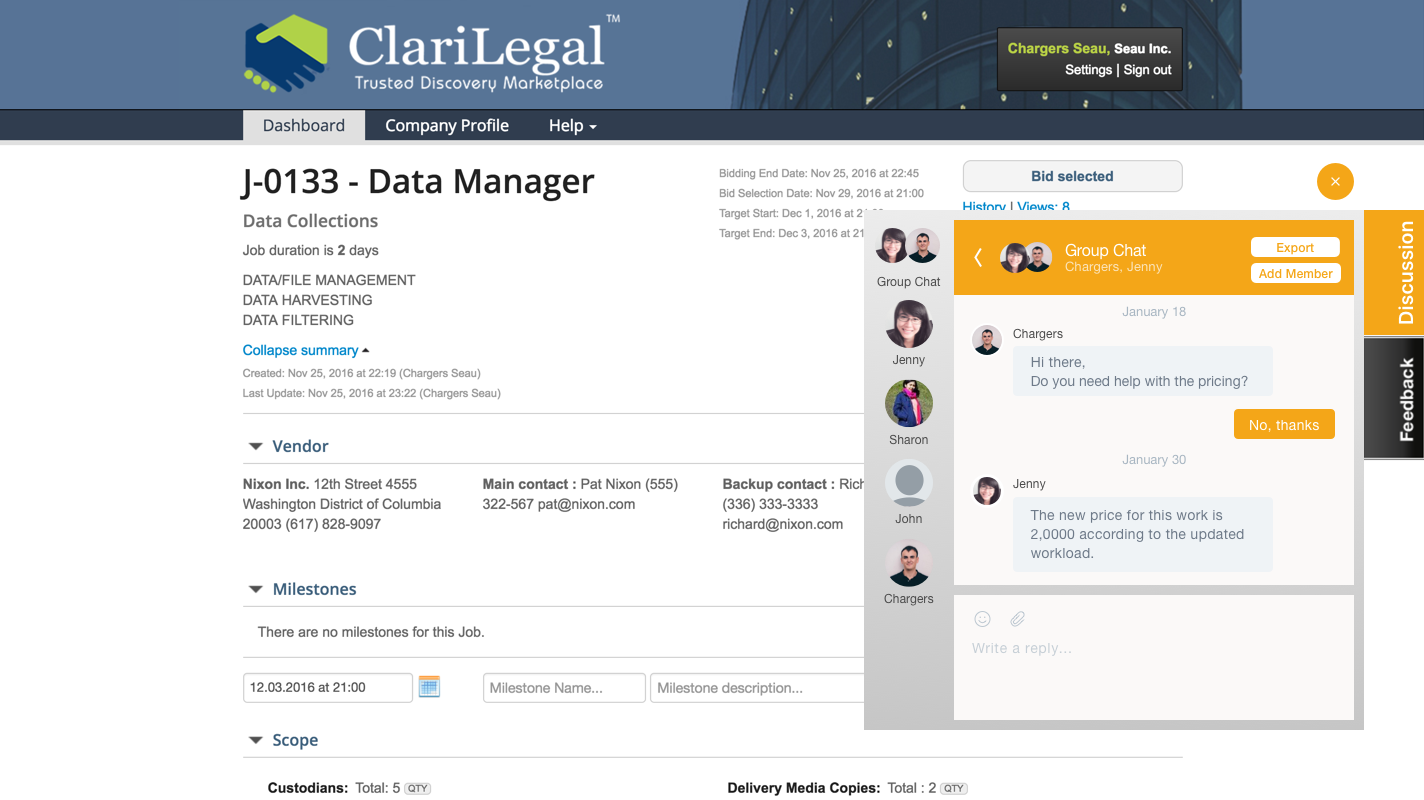 ClariLegal™
Trusted Discovery Marketplace
Chargers Seau, Seau Inc.
Settings | Sign out
Dashboard
Company Profile
Help
J-0133 - Data Manager
Data Collections
Job duration is 2 days
DATA/FILE MANAGEMENT
DATA HARVESTING
DATA FILTERING
Collapse summary
Created: Nov 25, 2016 at 22:19 (Chargers Seau)
Last Update: Nov 25, 2016 at 23:22 (Chargers Seau)
Bidding End Date: Nov 25, 2016 at 22:45
Bid Selection Date: Nov 29, 2016 at 21:00
Target Start: Dec 1, 2016 at
Target End: Dec 3, 2016 at 21
Bid selected
History | Views: 8
Vendor
Nixon Inc. 12th Street 4555
Washington District of Columbia
20003 (617) 828-9097
Main contact : Pat Nixon (555)
322-567 pat@nixon.com
Backup contact : Rich
(336) 333-3333
richard@nixon.com
Milestones
There are no milestones for this Job.
12.03.2016 at 21:00
Milestone Name...
Milestone description...
Scope
Custodians: Total: 5 QTY
Delivery Media Copies: Total : 2 QTY
Group Chat
Jenny
Sharon
John
Chargers
Group Chat
Chargers, Jenny
Export
Add Member
January 18
Chargers
Hi there,
Do you need help with the pricing?
No, thanks
January 30
Jenny
The new price for this work is
2,0000 according to the updated
workload.
Write a reply...
Discussion
Feedback